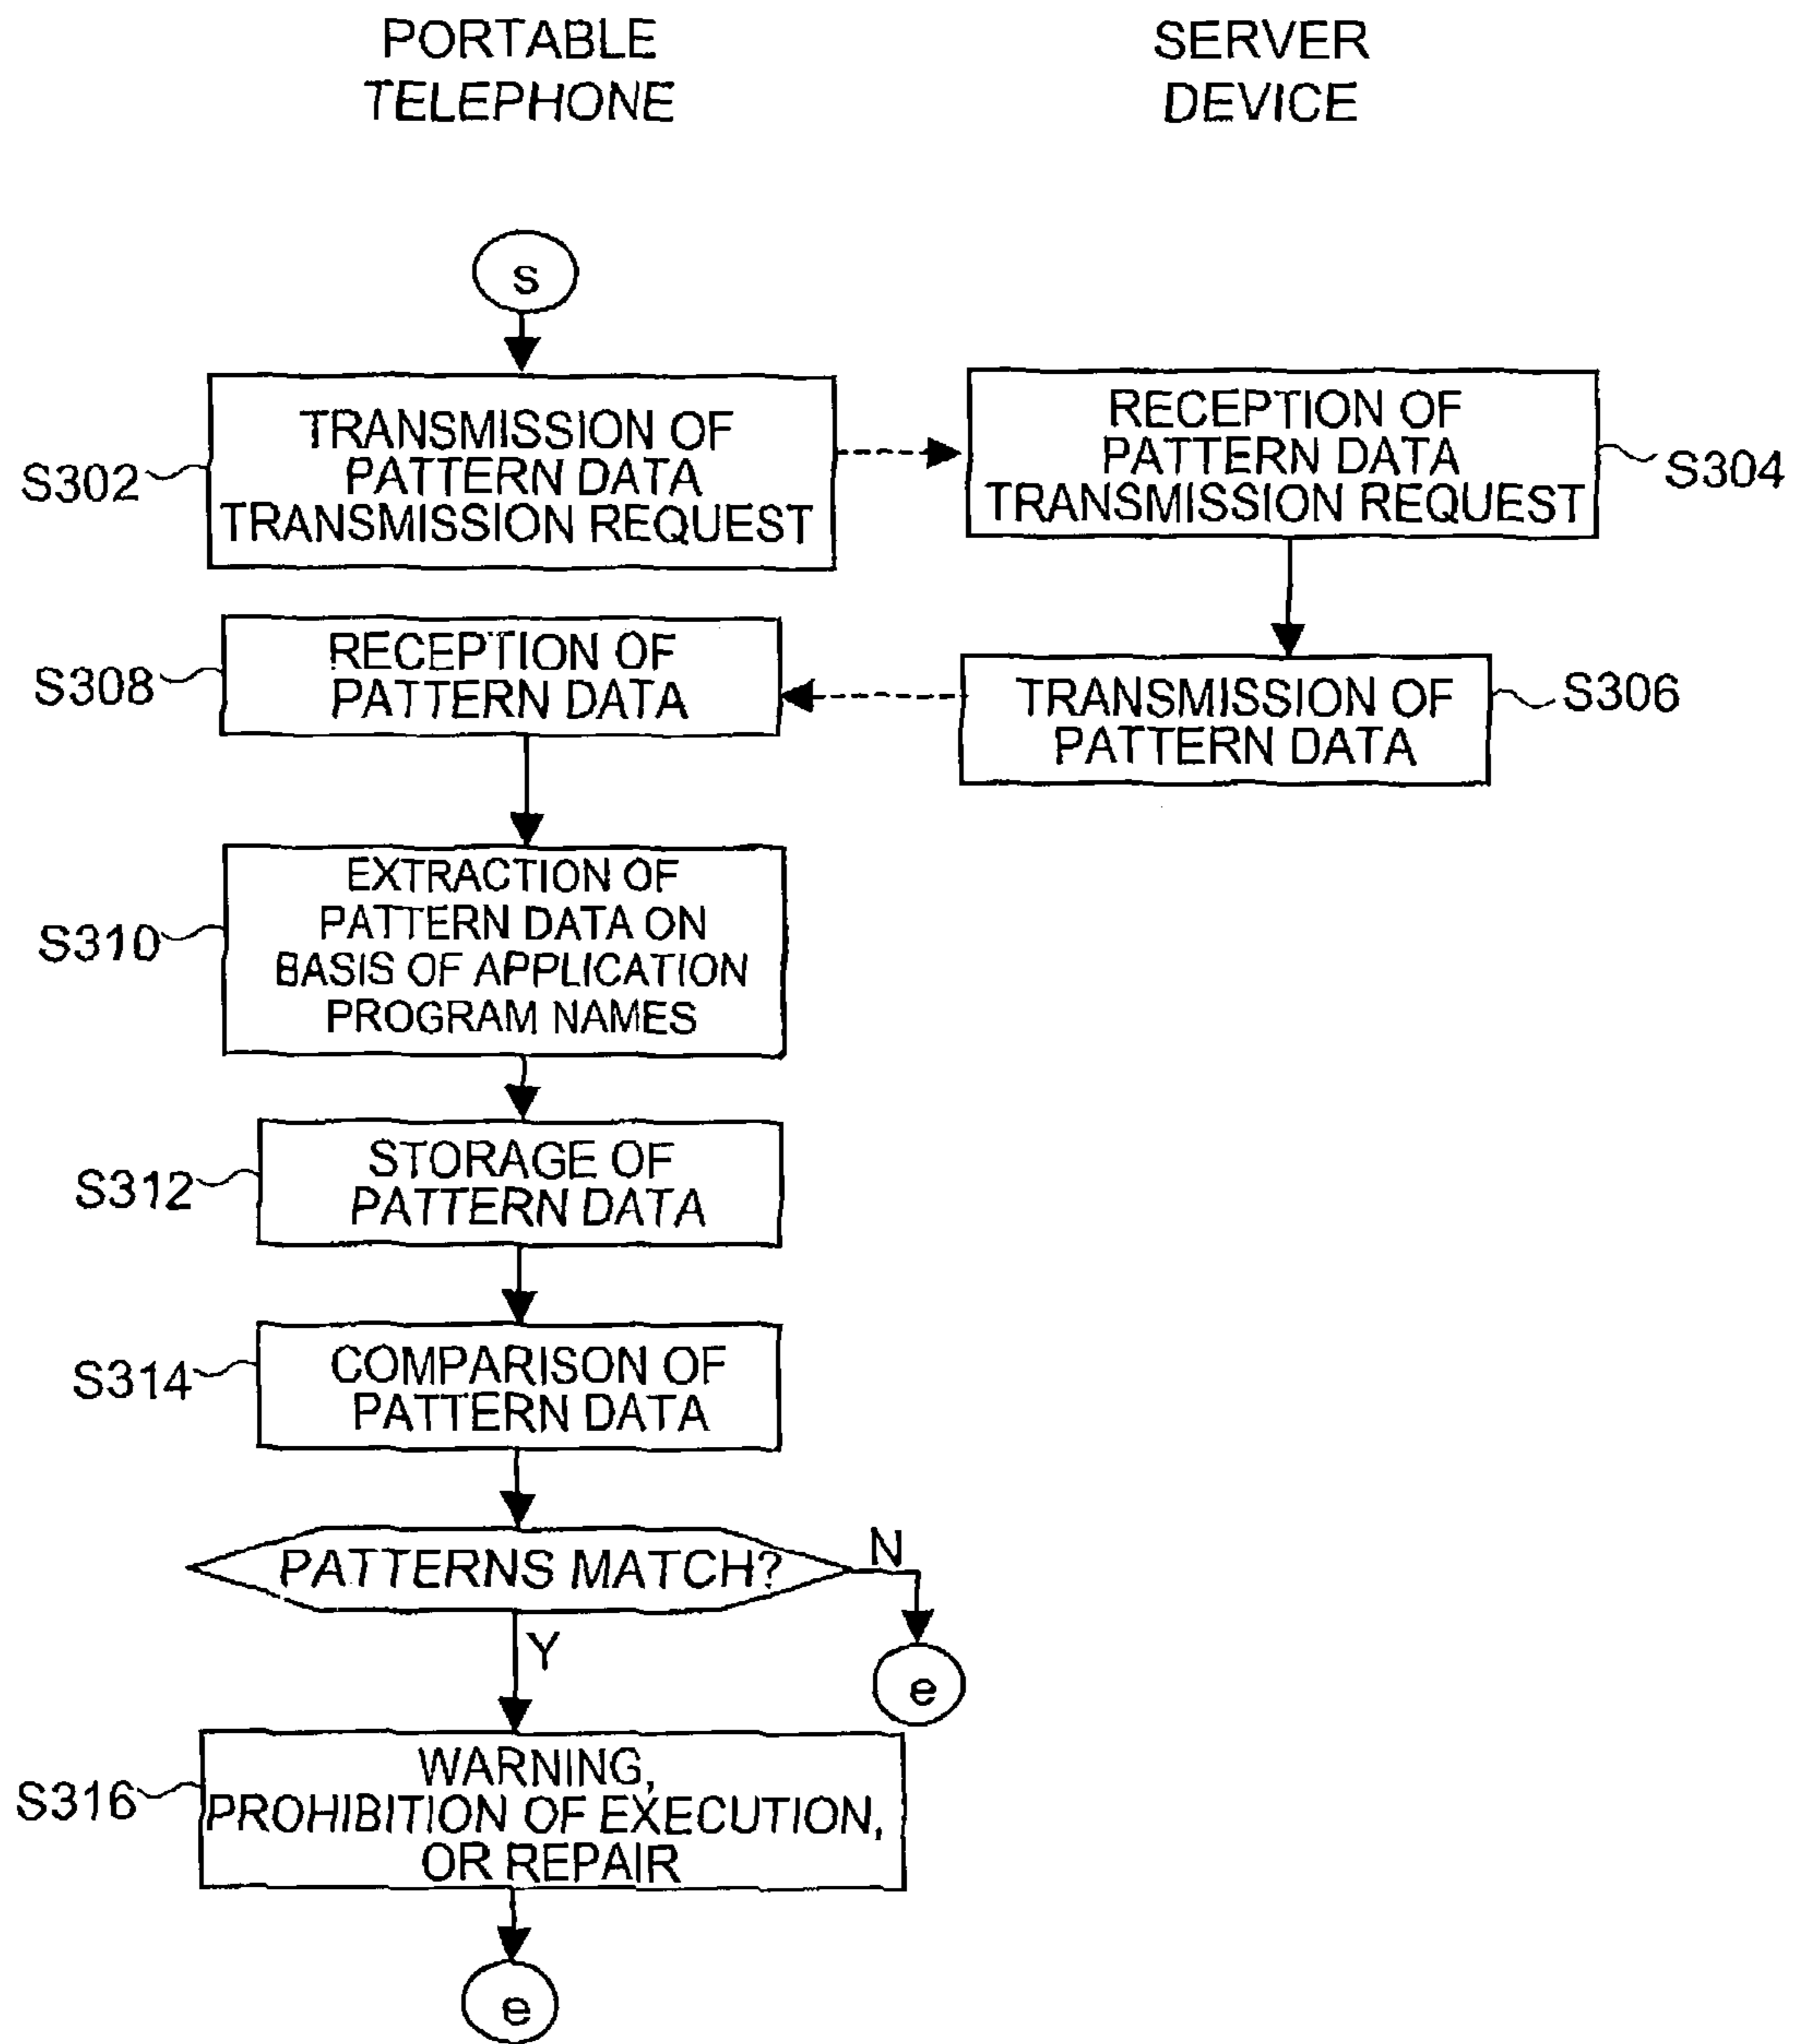 PORTABLE
TELEPHONE
SERVER
DEVICE
s
S302
TRANSMISSION OF
PATTERN DATA
TRANSMISSION REQUEST
RECEPTION OF
PATTERN DATA
TRANSMISSION REQUEST
S304
S308
RECEPTION OF
PATTERN DATA
TRANSMISSION OF
PATTERN DATA
S306
S310
EXTRACTION OF
PATTERN DATA ON
BASIS OF APPLICATION
PROGRAM NAMES
S312
STORAGE OF
PATTERN DATA
S314
COMPARISON OF
PATTERN DATA
PATTERNS MATCH?
N
Y
e
S316
WARNING,
PROHIBITION OF EXECUTION,
OR REPAIR
e